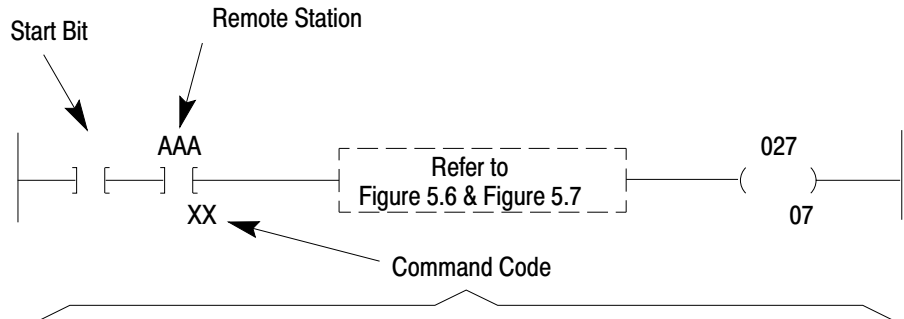 Remote Station
Start Bit
AAA
027
Refer to
Figure 5.6 & Figure 5.7
XX
07
Command Code